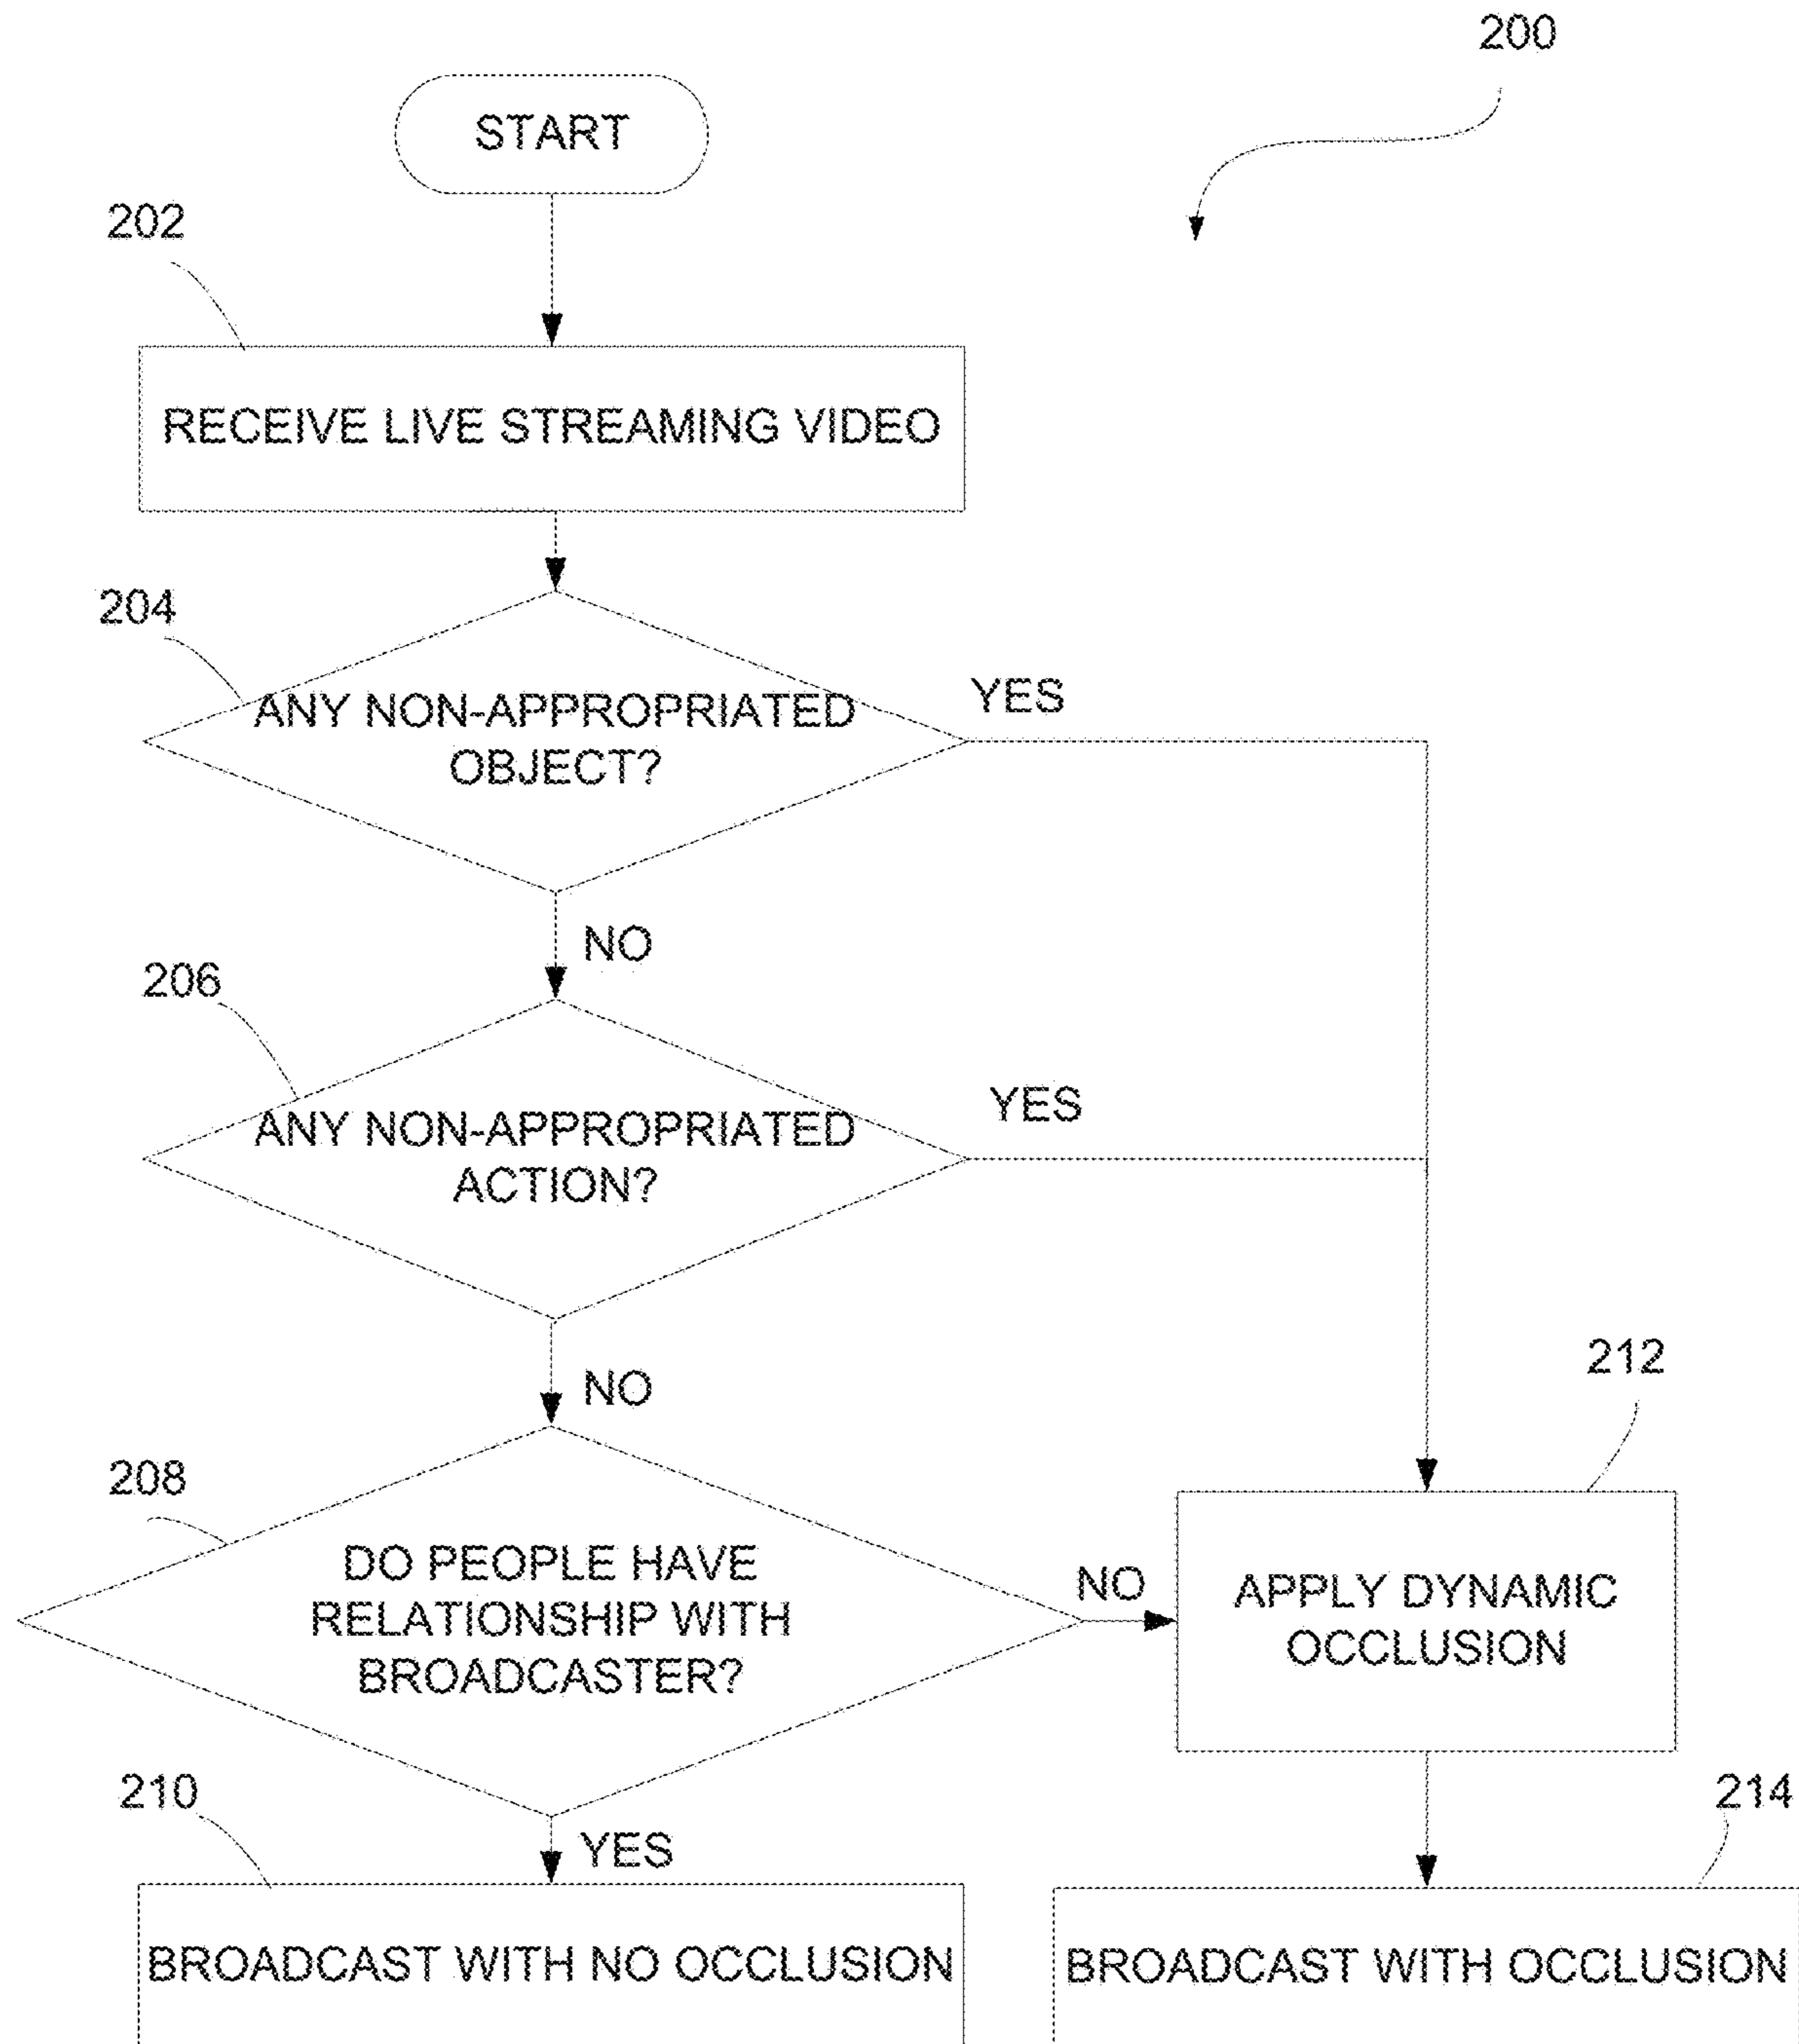 200
START
202
RECEIVE LIVE STREAMING VIDEO
204
ANY NON-APPROPRIATED
OBJECT?
YES
NO
206
ANY NON-APPROPRIATED
ACTION?
YES
NO
212
208
DO PEOPLE HAVE
RELATIONSHIP WITH
BROADCASTER?
NO
APPLY DYNAMIC
OCCLUSION
210
YES
214
BROADCAST WITH NO OCCLUSION
BROADCAST WITH OCCLUSION